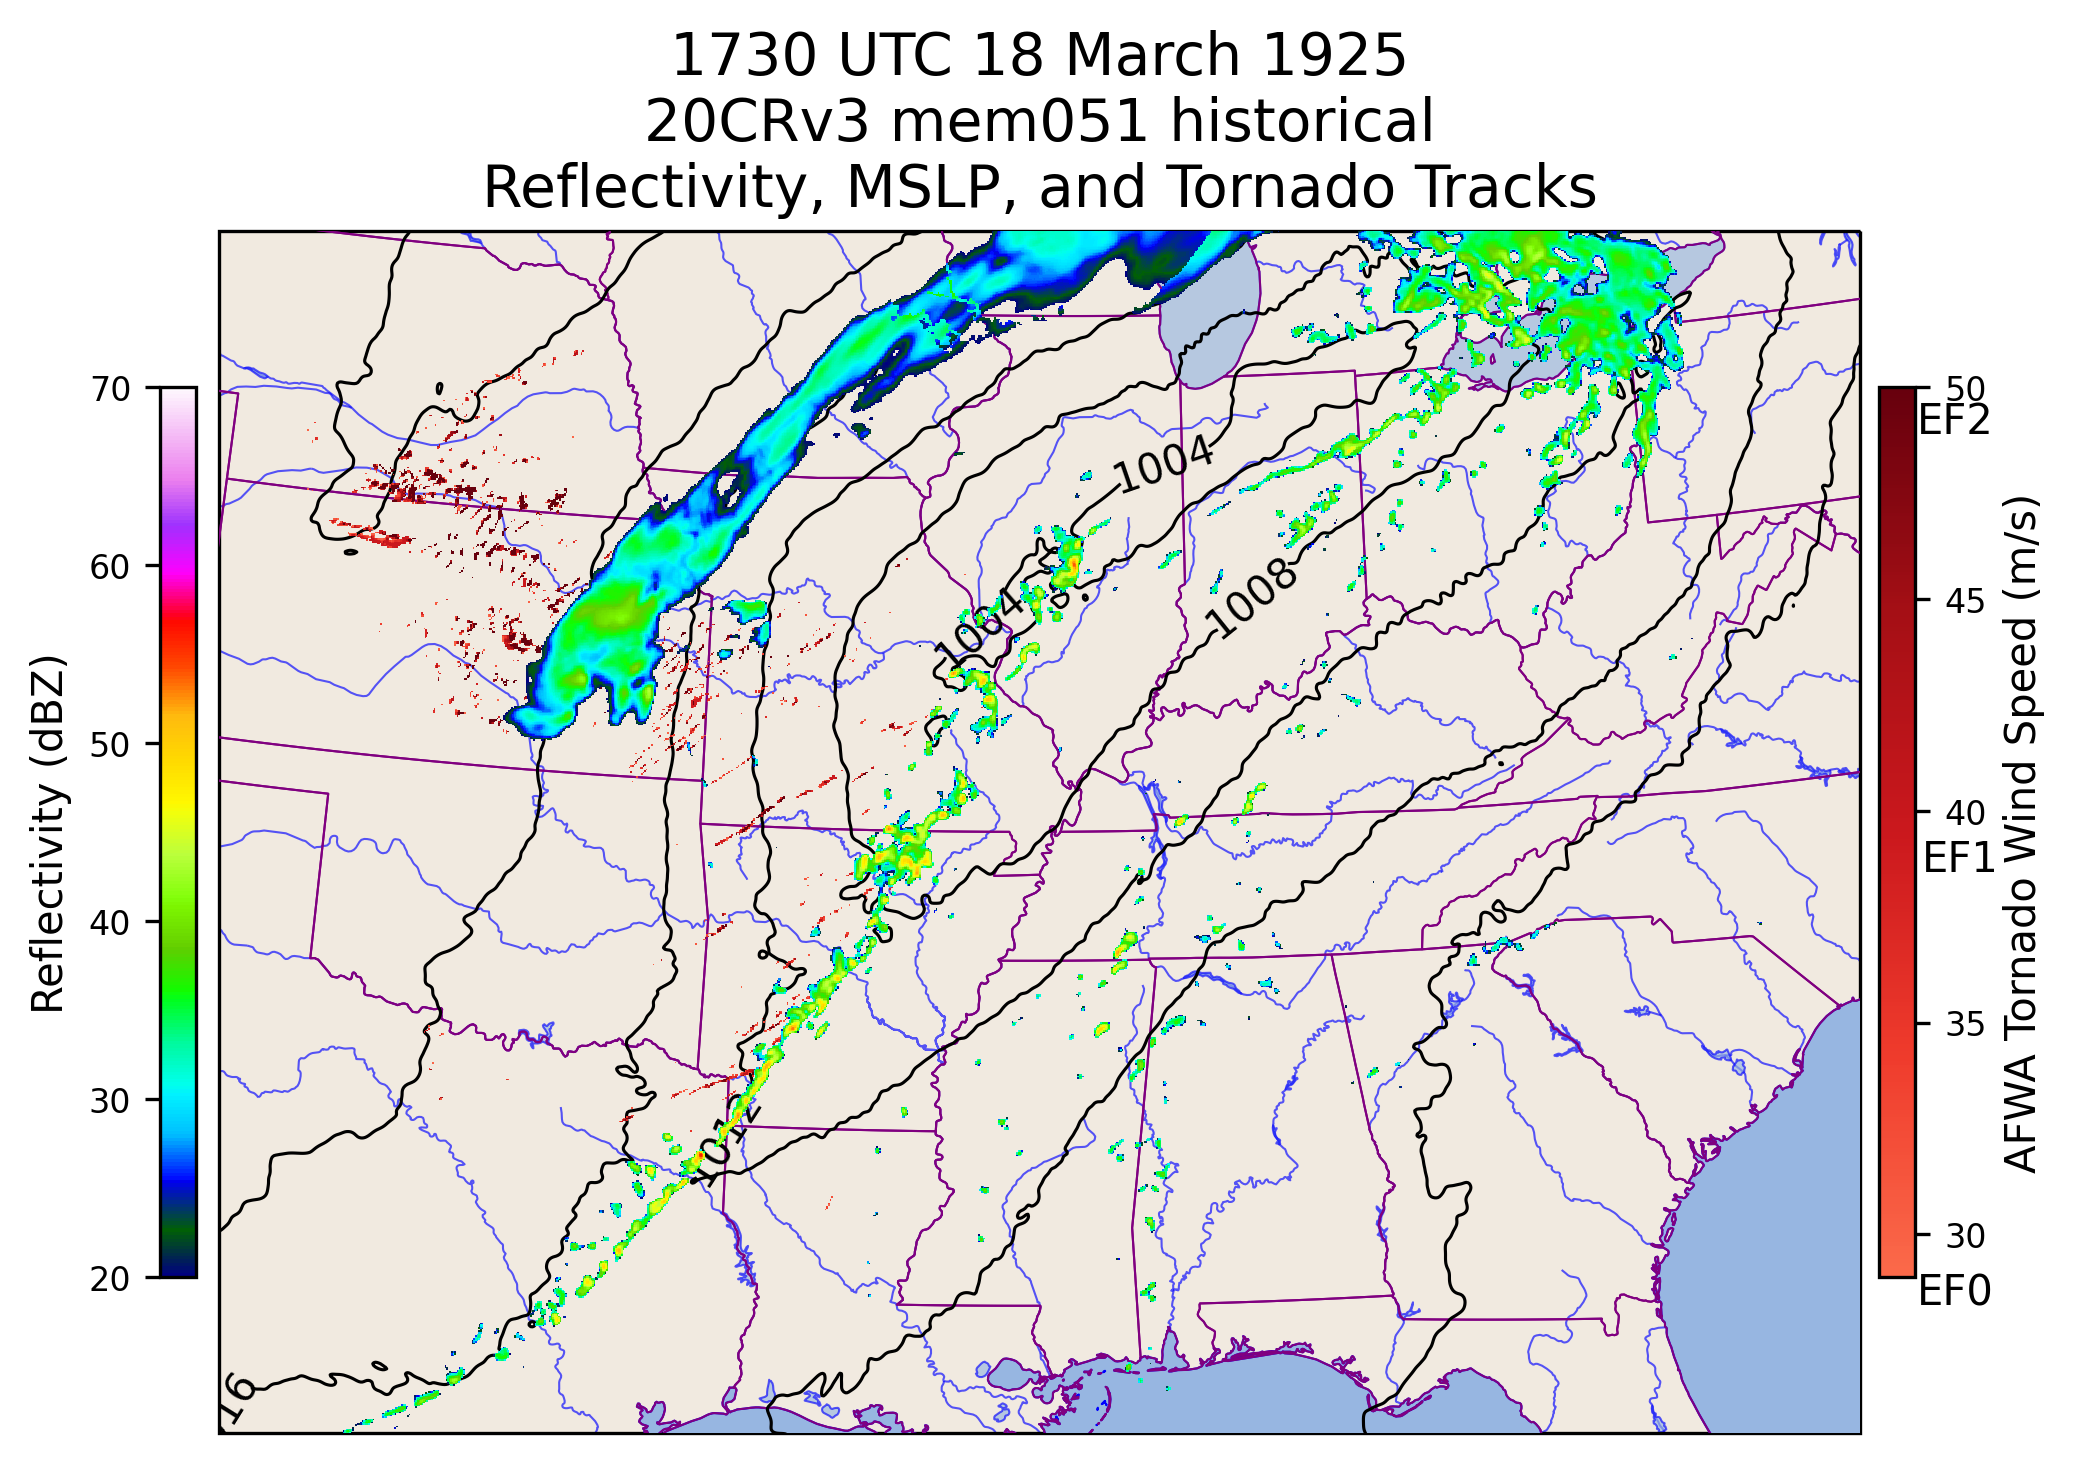 1730 UTC 18 March 1925
20CRv3 mem051 historical
Reflectivity, MSLP, and Tornado Tracks
Reflectivity (dBZ)
70
60
50
40
30
20
1004
1004
1008
1012
16
50
EF2
45
40
EF1
35
30
EF0
AFWA Tornado Wind Speed (m/s)